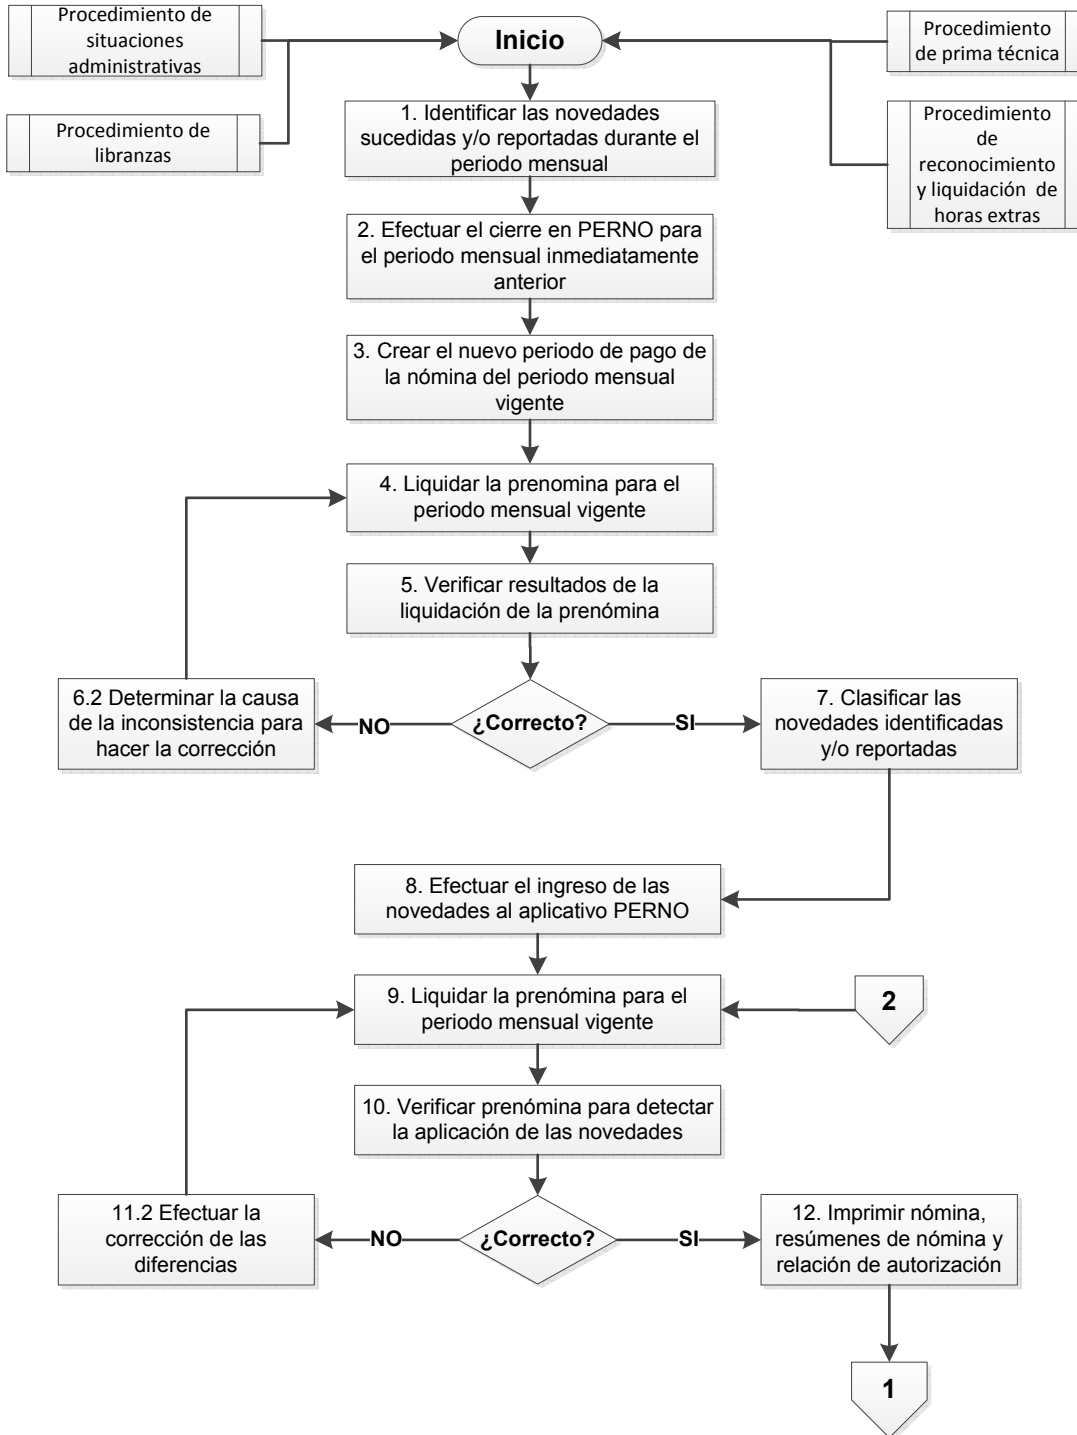 Procedimiento de
situaciones
administrativas
Inicio
Procedimiento
de prima técnica
Procedimiento de
libranzas
1. Identificar las novedades
sucedidas y/o reportadas durante el
periodo mensual
Procedimiento
de
reconocimiento
y liquidación de
horas extras
2. Efectuar el cierre en PERNO para
el periodo mensual inmediatamente
anterior
3. Crear el nuevo periodo de pago de
la nómina del periodo mensual
vigente
4. Liquidar la prenomina para el
periodo mensual vigente
5. Verificar resultados de la
liquidación de la prenómina
6.2 Determinar la causa
de la inconsistencia para
hacer la corrección
NO
¿Correcto?
SI
7. Clasificar las
novedades identificadas
y/o reportadas
8. Efectuar el ingreso de las
novedades al aplicativo PERNO
9. Liquidar la prenómina para el
periodo mensual vigente
2
10. Verificar prenómina para detectar
la aplicación de las novedades
11.2 Efectuar la
corrección de las
diferencias
NO
¿Correcto?
SI
12. Imprimir nómina,
resúmenes de nómina y
relación de autorización
1